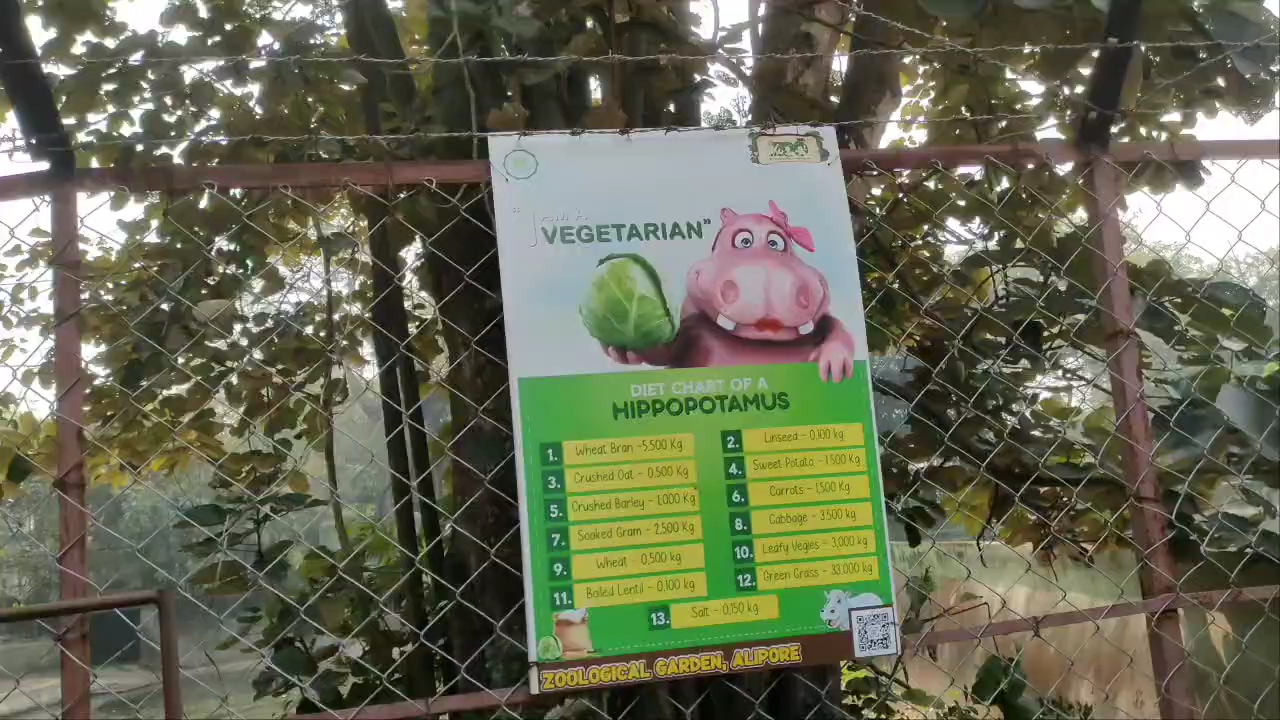 "I AM A
VEGETARIAN"
DIET CHART OF A
HIPPOPOTAMUS
1. Wheat Bran -5.500 Kg
2. Linseed - 0.100 kg
3. Crushed Oat - 0.500 Kg
4. Sweet Potato - 1.500 Kg
5. Crushed Barley - 1.000 Kg
6. Carrots - 1.500 Kg
7. Soaked Gram - 2.500 Kg
8. Cabbage - 3.500 kg
9. Wheat - 0.500 kg
10. Leafy Vegies - 3.000 kg
11. Boiled Lentil - 0.100 kg
12. Green Grass - 33.000 kg
13. Salt - 0.150 kg
ZOOLOGICAL GARDEN, ALIPORE